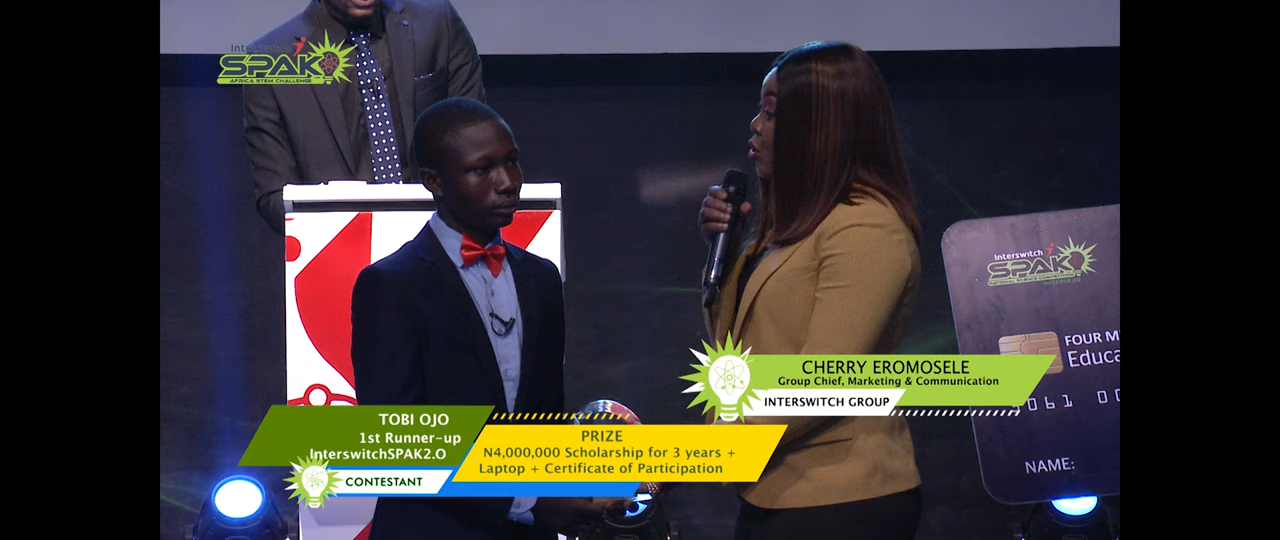 Interswitch
SPAK
AFRICA STEM CHALLENGE
Interswitch
SPAK
FOUR M
Educa
NAME:
CHERRY EROMOSELE
Group Chief, Marketing & Communication
INTERSWITCH GROUP
TOBI OJO
1st Runner-up
InterswitchSPAK2.O
CONTESTANT
PRIZE
N4,000,000 Scholarship for 3 years +
Laptop + Certificate of Participation